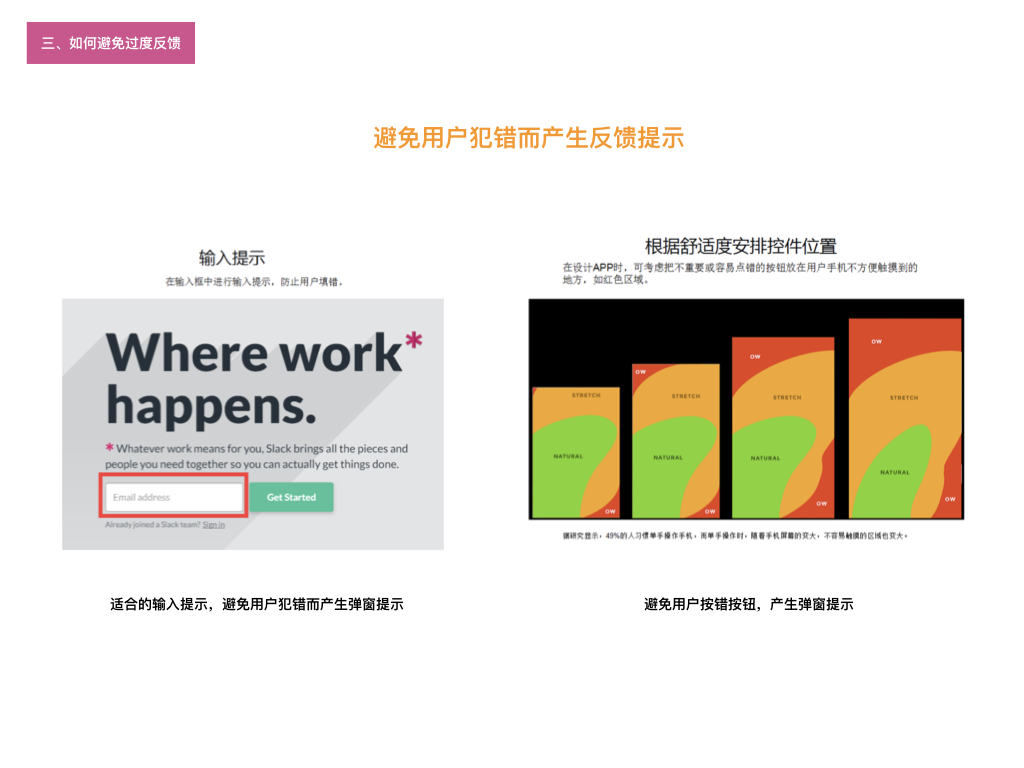 三、如何避免过度反馈
避免用户犯错而产生反馈提示
输入提示
在输入框中进行输入提示，防止用户填错。
Where work*
happens.
* Whatever work means for you, Slack brings all the pieces and
people you need together so you can actually get things done.
Email address
Get Started
Already joined a Slack team? Sign in
适合的输入提示，避免用户犯错而产生弹窗提示
根据舒适度安排控件位置
在设计APP时，可考虑把不重要或容易点错的按钮放在用户手机不方便触摸到的
地方，如红色区域。
STRETCH
NATURAL
OW
OW
STRETCH
NATURAL
OW
OW
STRETCH
NATURAL
OW
OW
STRETCH
NATURAL
OW
据研究显示，49%的人习惯单手操作手机，而单手操作时，随着手机屏幕的变大，不容易触摸的区域也变大。
避免用户按错按钮，产生弹窗提示